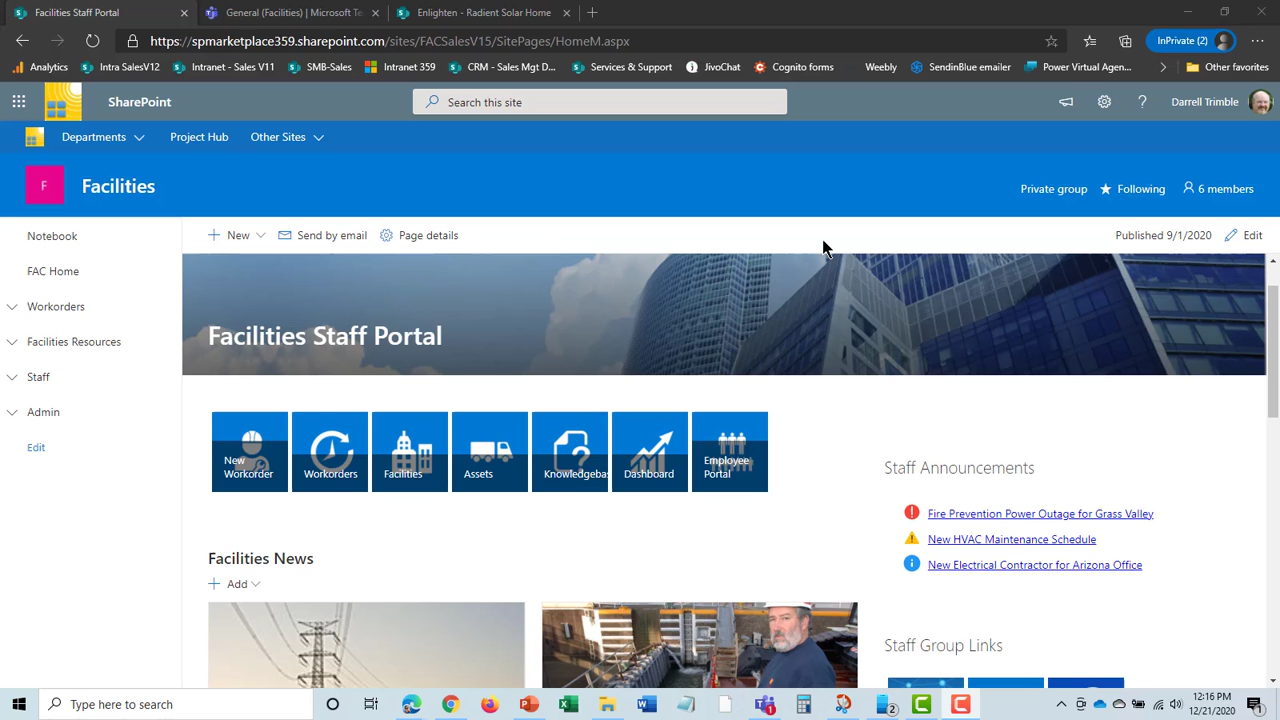 Facilities Staff Portal
General (Facilities) | Microsoft Te
Enlighten - Radient Solar Home
https://spmarketplace359.sharepoint.com/sites/FACSalesV15/SitePages/HomeM.aspx
InPrivate (2)
Analytics
Intra SalesV12
Intranet - Sales V11
SMB-Sales
Intranet 359
CRM - Sales Mgt D...
Services & Support
JivoChat
Cognito forms
Weebly
SendinBlue emailer
Power Virtual Agen...
Other favorites
SharePoint
Search this site
Darrell Trimble
Departments
Project Hub
Other Sites
F
Facilities
Private group
Following
6 members
Notebook
FAC Home
Workorders
Facilities Resources
Staff
Admin
Edit
New
Send by email
Page details
Published 9/1/2020
Edit
Facilities Staff Portal
New
Workorder
Workorders
Facilities
Assets
Knowledgebas
Dashboard
Employee
Portal
Facilities News
Add
Staff Announcements
Fire Prevention Power Outage for Grass Valley
New HVAC Maintenance Schedule
New Electrical Contractor for Arizona Office
Staff Group Links
Type here to search
12:16 PM
12/21/2020